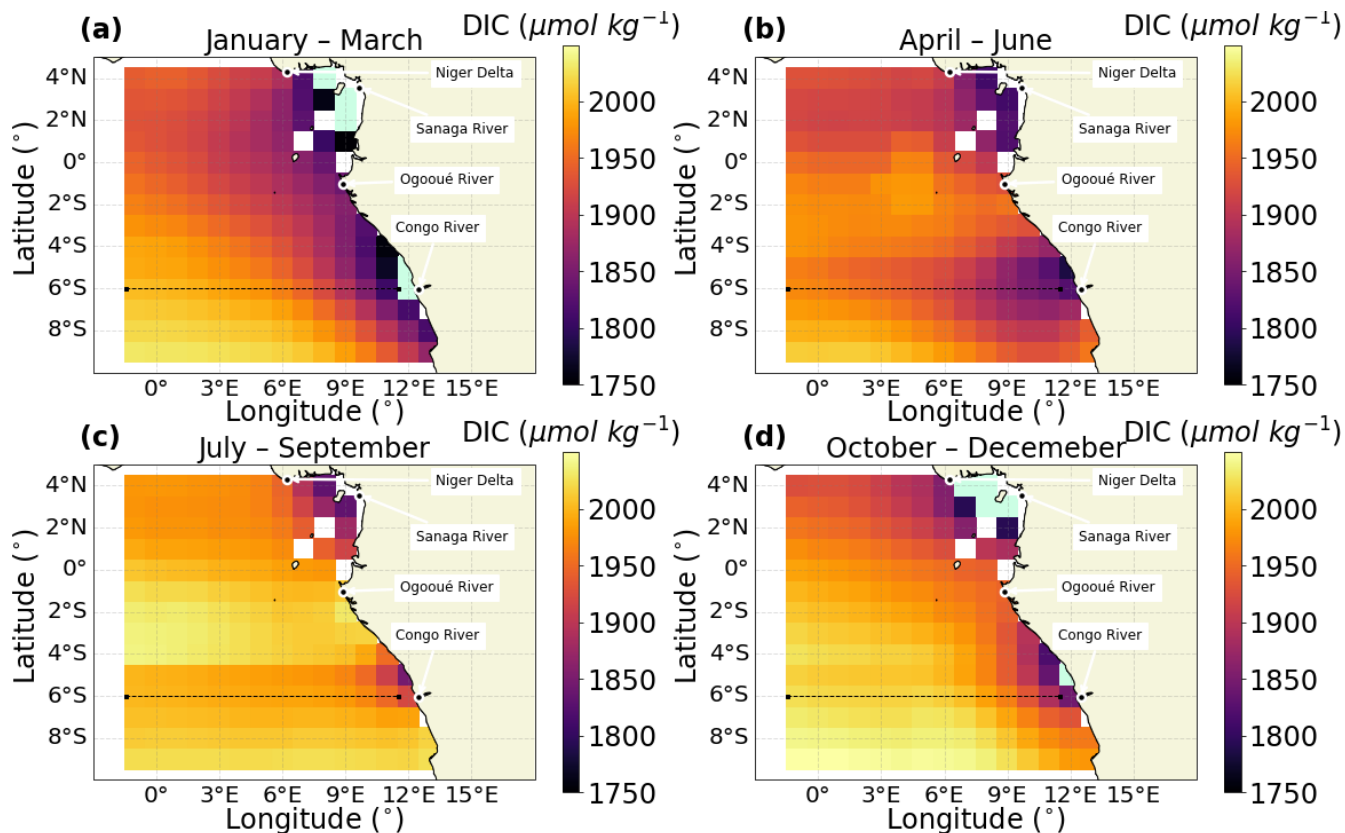 (a) DIC (μmol kg⁻¹)
January – March
Latitude (°)
4°N
2°N
0°
2°S
4°S
6°S
8°S
Niger Delta
Sanaga River
Ogooué River
Congo River
2000
1950
1900
1850
1800
1750
0° 3°E 6°E 9°E 12°E 15°E
Longitude (°)
(b) DIC (μmol kg⁻¹)
April – June
Latitude (°)
4°N
2°N
0°
2°S
4°S
6°S
8°S
Niger Delta
Sanaga River
Ogooué River
Congo River
2000
1950
1900
1850
1800
1750
0° 3°E 6°E 9°E 12°E 15°E
Longitude (°)
(c) DIC (μmol kg⁻¹)
July – September
Latitude (°)
4°N
2°N
0°
2°S
4°S
6°S
8°S
Niger Delta
Sanaga River
Ogooué River
Congo River
2000
1950
1900
1850
1800
1750
0° 3°E 6°E 9°E 12°E 15°E
Longitude (°)
(d) DIC (μmol kg⁻¹)
October – Decemeber
Latitude (°)
4°N
2°N
0°
2°S
4°S
6°S
8°S
Niger Delta
Sanaga River
Ogooué River
Congo River
2000
1950
1900
1850
1800
1750
0° 3°E 6°E 9°E 12°E 15°E
Longitude (°)